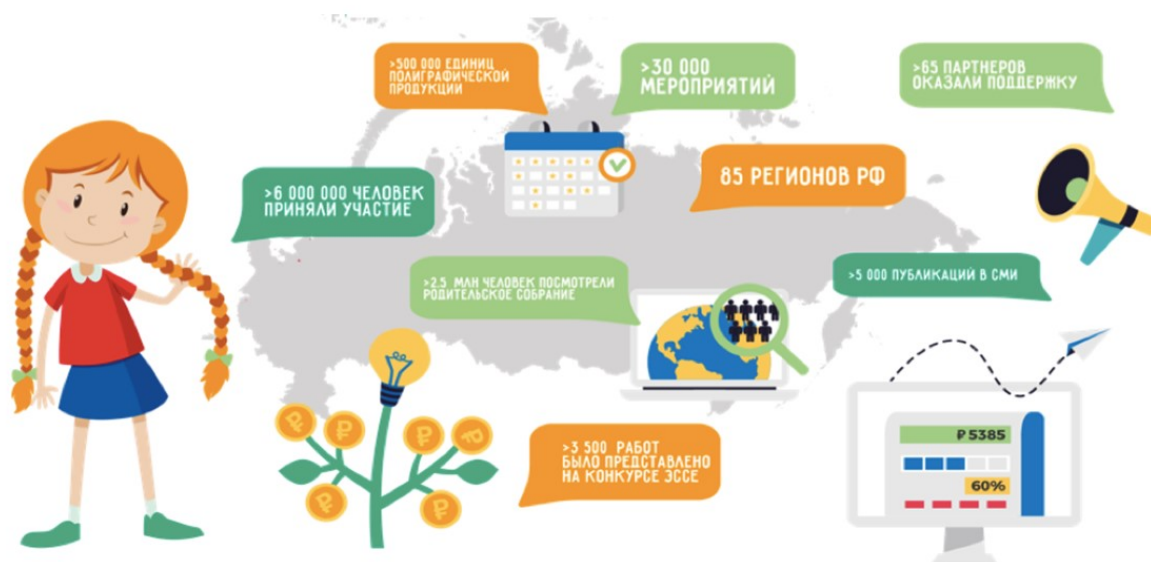 >500 000 ЕДИНИЦ
ПОЛИГРАФИЧЕСКОЙ
ПРОДУКЦИИ
>30 000
МЕРОПРИЯТИЙ
>65 ПАРТНЕРОВ
ОКАЗАЛИ ПОДДЕРЖКУ
>6 000 000 ЧЕЛОВЕК
ПРИНЯЛИ УЧАСТИЕ
85 РЕГИОНОВ РФ
>2.5 МЛН ЧЕЛОВЕК ПОСМОТРЕЛИ
РОДИТЕЛЬСКОЕ СОБРАНИЕ
>5 000 ПУБЛИКАЦИЙ В СМИ
>3 500 РАБОТ
БЫЛО ПРЕДСТАВЛЕНО
НА КОНКУРСЕ ЭССЕ
₽ 5385
60%
₽
₽
₽
₽
₽
₽
₽